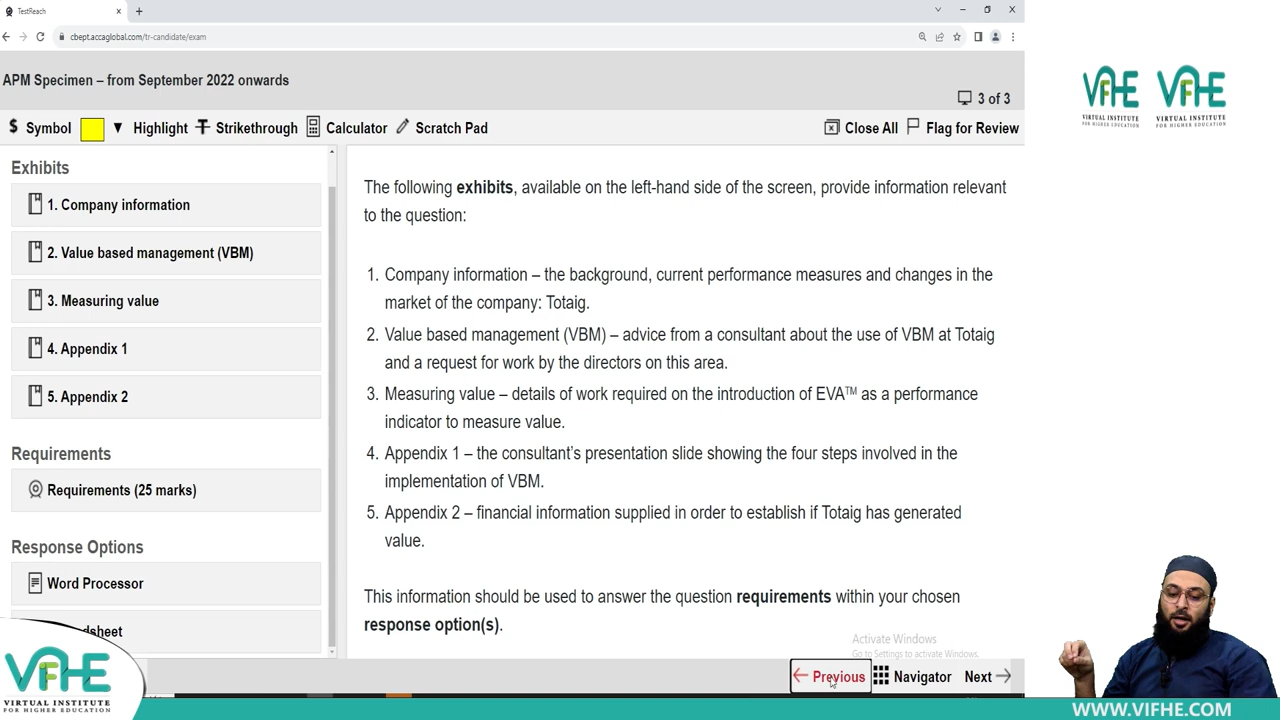 TestReach
cbept.accaglobal.com/tr-candidate/exam
APM Specimen – from September 2022 onwards
3 of 3
$ Symbol Highlight Strikethrough Calculator Scratch Pad Close All Flag for Review
Exhibits
1. Company information
2. Value based management (VBM)
3. Measuring value
4. Appendix 1
5. Appendix 2
Requirements
Requirements (25 marks)
Response Options
Word Processor
dsheet
The following exhibits, available on the left-hand side of the screen, provide information relevant
to the question:
1. Company information – the background, current performance measures and changes in the
market of the company: Totaig.
2. Value based management (VBM) – advice from a consultant about the use of VBM at Totaig
and a request for work by the directors on this area.
3. Measuring value – details of work required on the introduction of EVA™ as a performance
indicator to measure value.
4. Appendix 1 – the consultant's presentation slide showing the four steps involved in the
implementation of VBM.
5. Appendix 2 – financial information supplied in order to establish if Totaig has generated
value.
This information should be used to answer the question requirements within your chosen
response option(s).
Activate Windows
Go to Settings to activate Windows.
Previous Navigator Next
VIFHE
VIRTUAL INSTITUTE
FOR HIGHER EDUCATION
VIFHE
VIRTUAL INSTITUTE
FOR HIGHER EDUCATION
VIFHE
VIRTUAL INSTITUTE
FOR HIGHER EDUCATION
WWW.VIFHE.COM